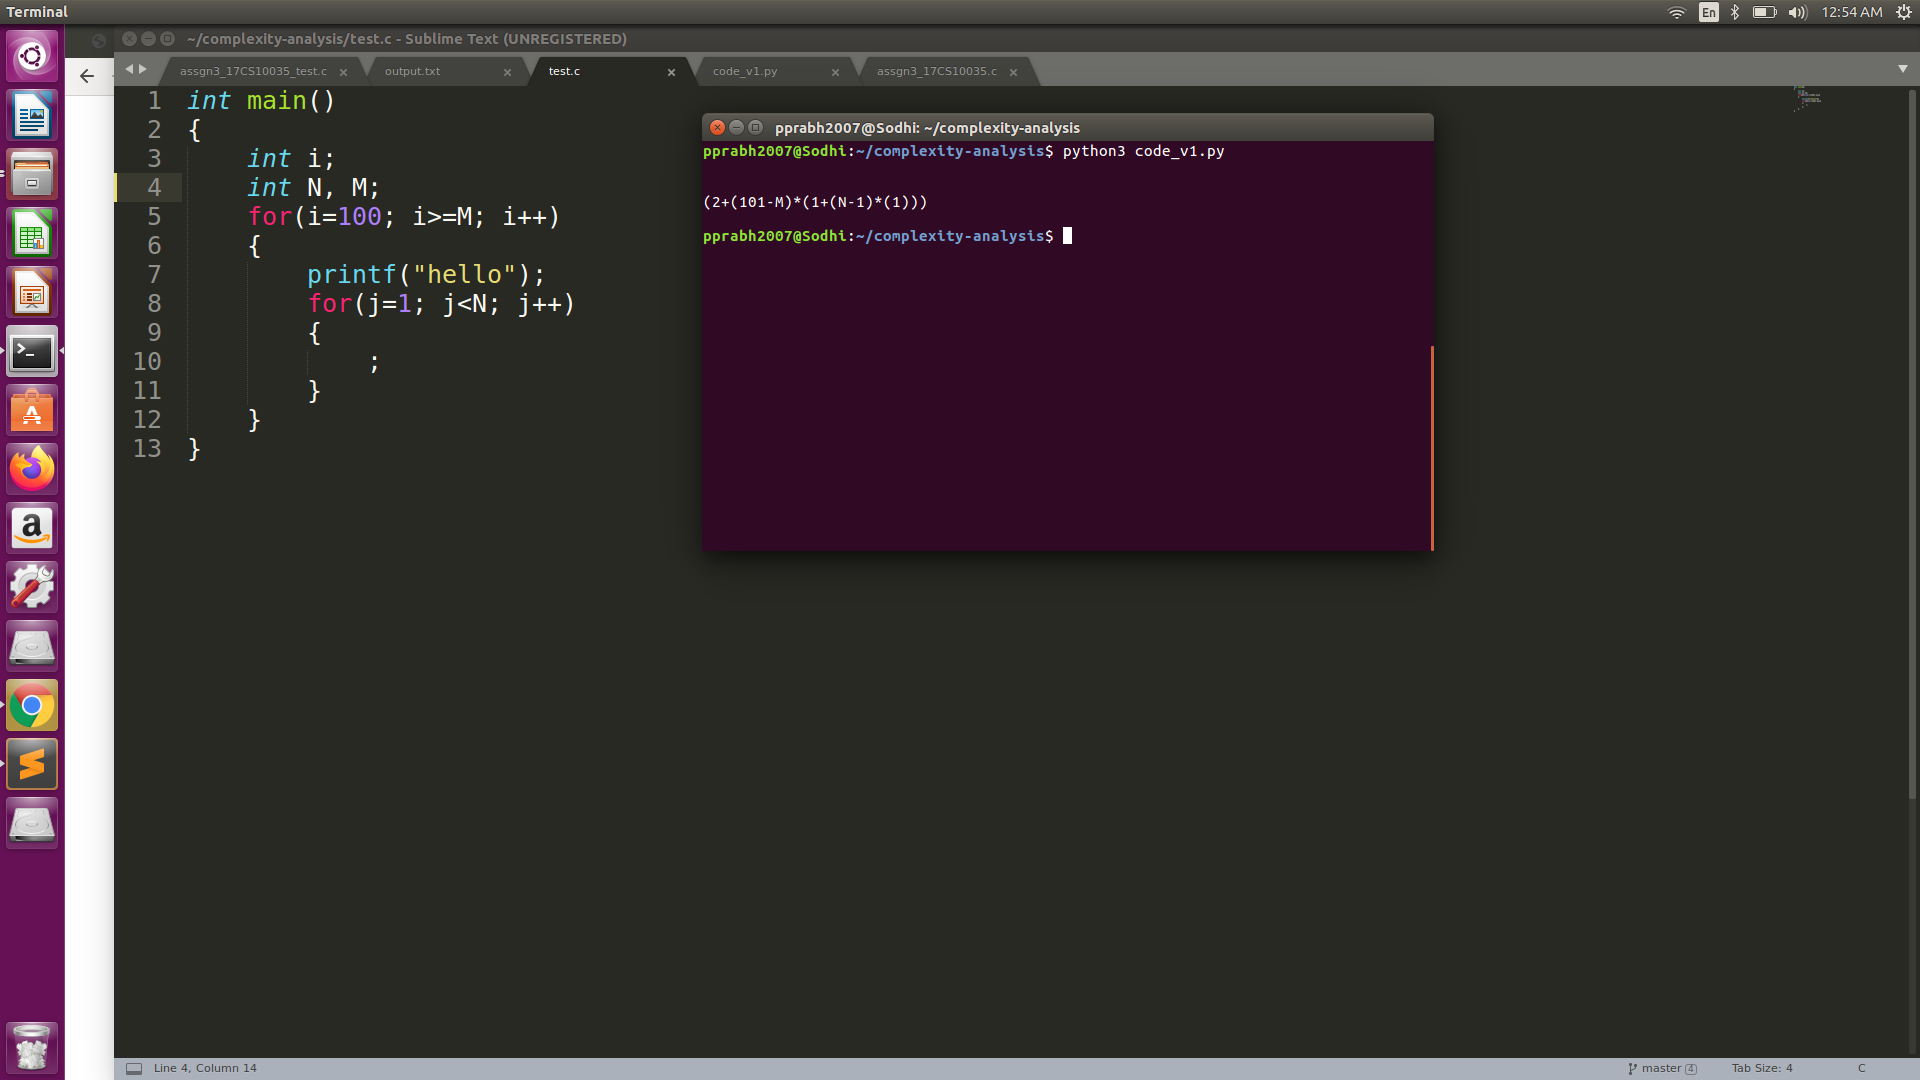 Terminal
En
12:54 AM
~/complexity-analysis/test.c - Sublime Text (UNREGISTERED)
assgn3_17CS10035_test.c
output.txt
test.c
code_v1.py
assgn3_17CS10035.c
1 int main()
2 {
3 int i;
4 int N, M;
5 for(i=100; i>=M; i++)
6 {
7 printf("hello");
8 for(j=1; j<N; j++)
9 {
10 ;
11 }
12 }
13 }
pprabh2007@Sodhi: ~/complexity-analysis
pprabh2007@Sodhi:~/complexity-analysis$ python3 code_v1.py
(2+(101-M)*(1+(N-1)*(1)))
pprabh2007@Sodhi:~/complexity-analysis$
Line 4, Column 14
master 4
Tab Size: 4
C